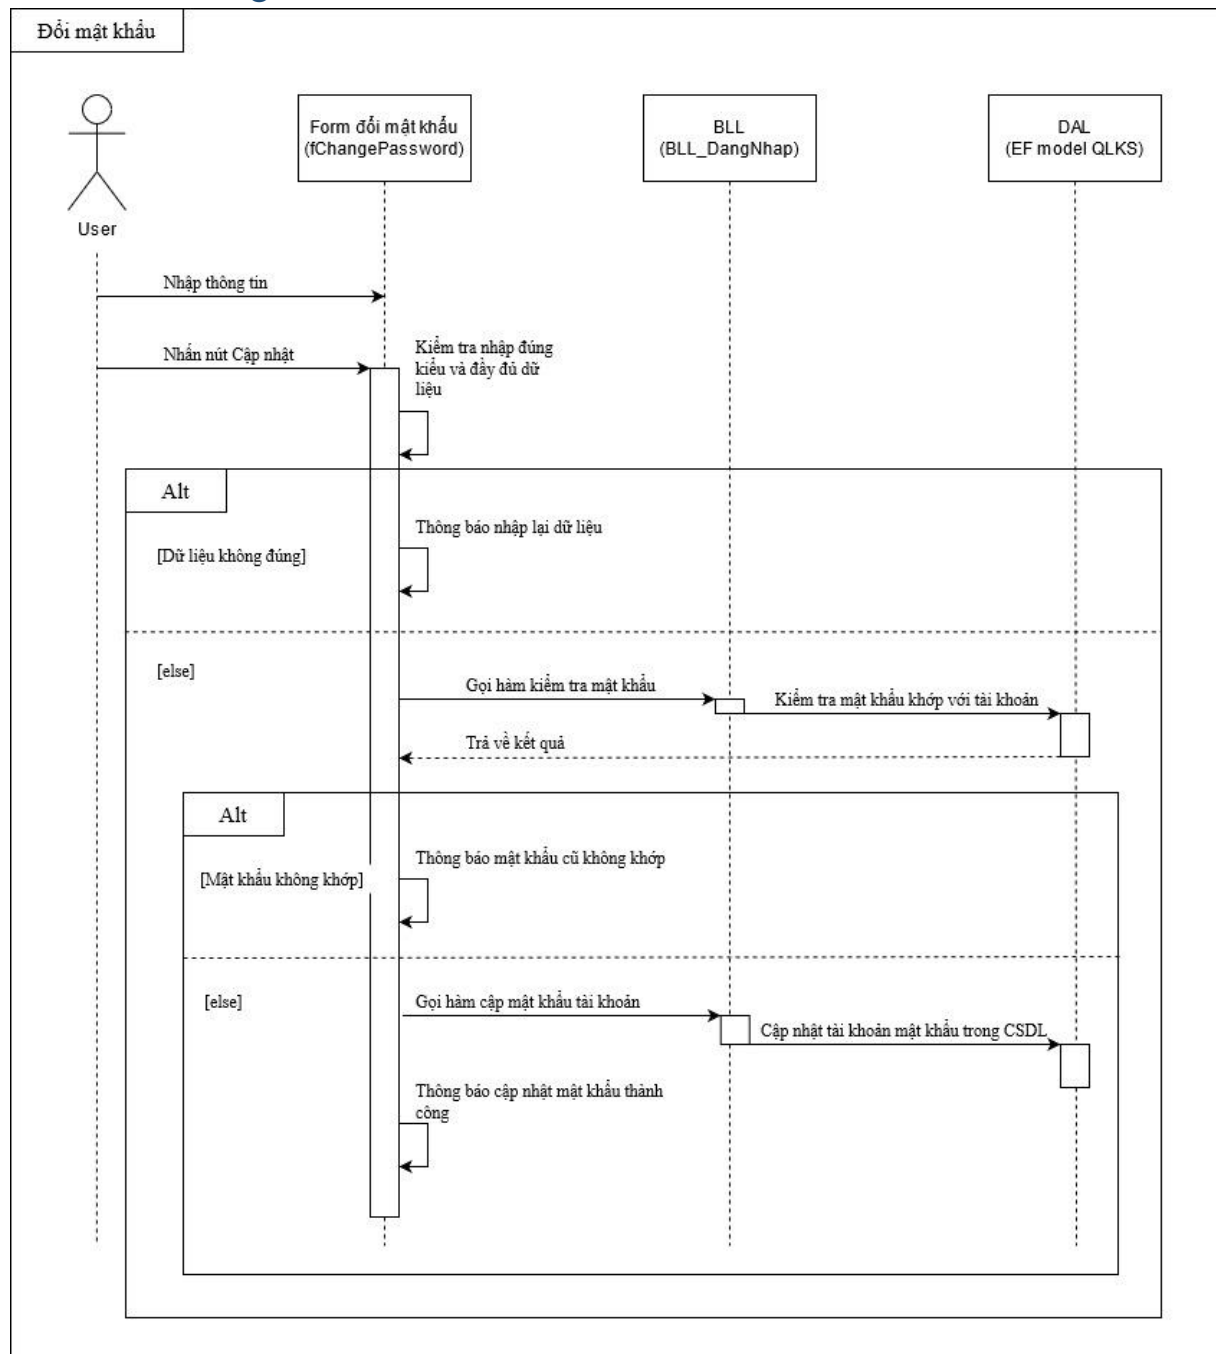 Đổi mật khẩu
Form đổi mật khẩu
(fChangePassword)
BLL
(BLL_DangNhap)
DAL
(EF model QLKS)
User
Nhập thông tin
Nhấn nút Cập nhật
Kiểm tra nhập đúng
kiểu và đầy đủ dữ
liệu
Alt
Thông báo nhập lại dữ liệu
[Dữ liệu không đúng]
[else]
Gọi hàm kiểm tra mật khẩu
Kiểm tra mật khẩu khớp với tài khoản
Trả về kết quả
Alt
Thông báo mật khẩu cũ không khớp
[Mật khẩu không khớp]
[else]
Gọi hàm cập mật khẩu tài khoản
Cập nhật tài khoản mật khẩu trong CSDL
Thông báo cập nhật mật khẩu thành
công